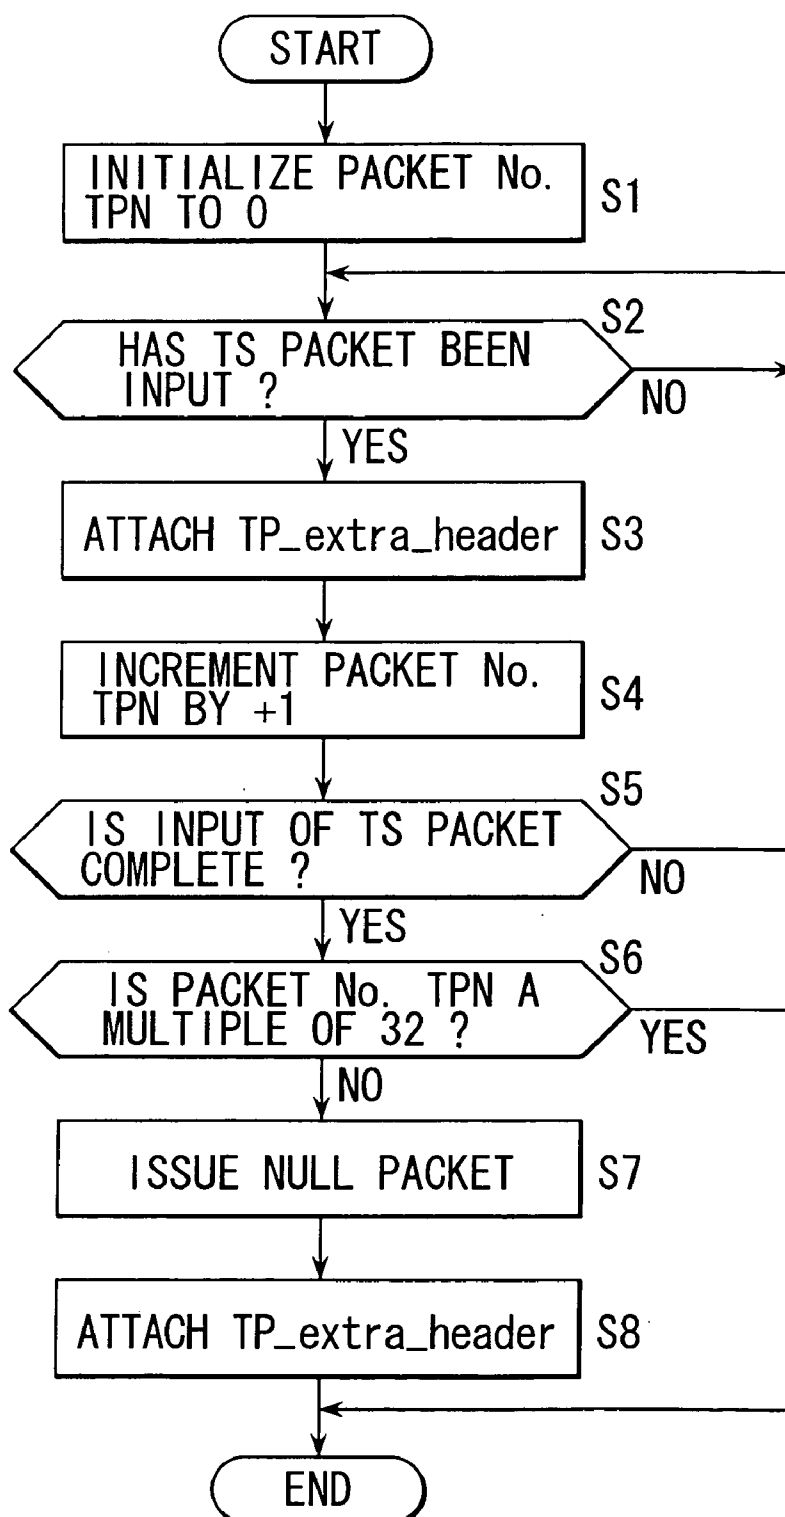 START
INITIALIZE PACKET No.
TPN TO 0
S1
S2
HAS TS PACKET BEEN
INPUT ?
NO
YES
ATTACH TP_extra_header
S3
INCREMENT PACKET No.
TPN BY +1
S4
S5
IS INPUT OF TS PACKET
COMPLETE ?
NO
YES
S6
IS PACKET No. TPN A
MULTIPLE OF 32 ?
YES
NO
ISSUE NULL PACKET
S7
ATTACH TP_extra_header
S8
END